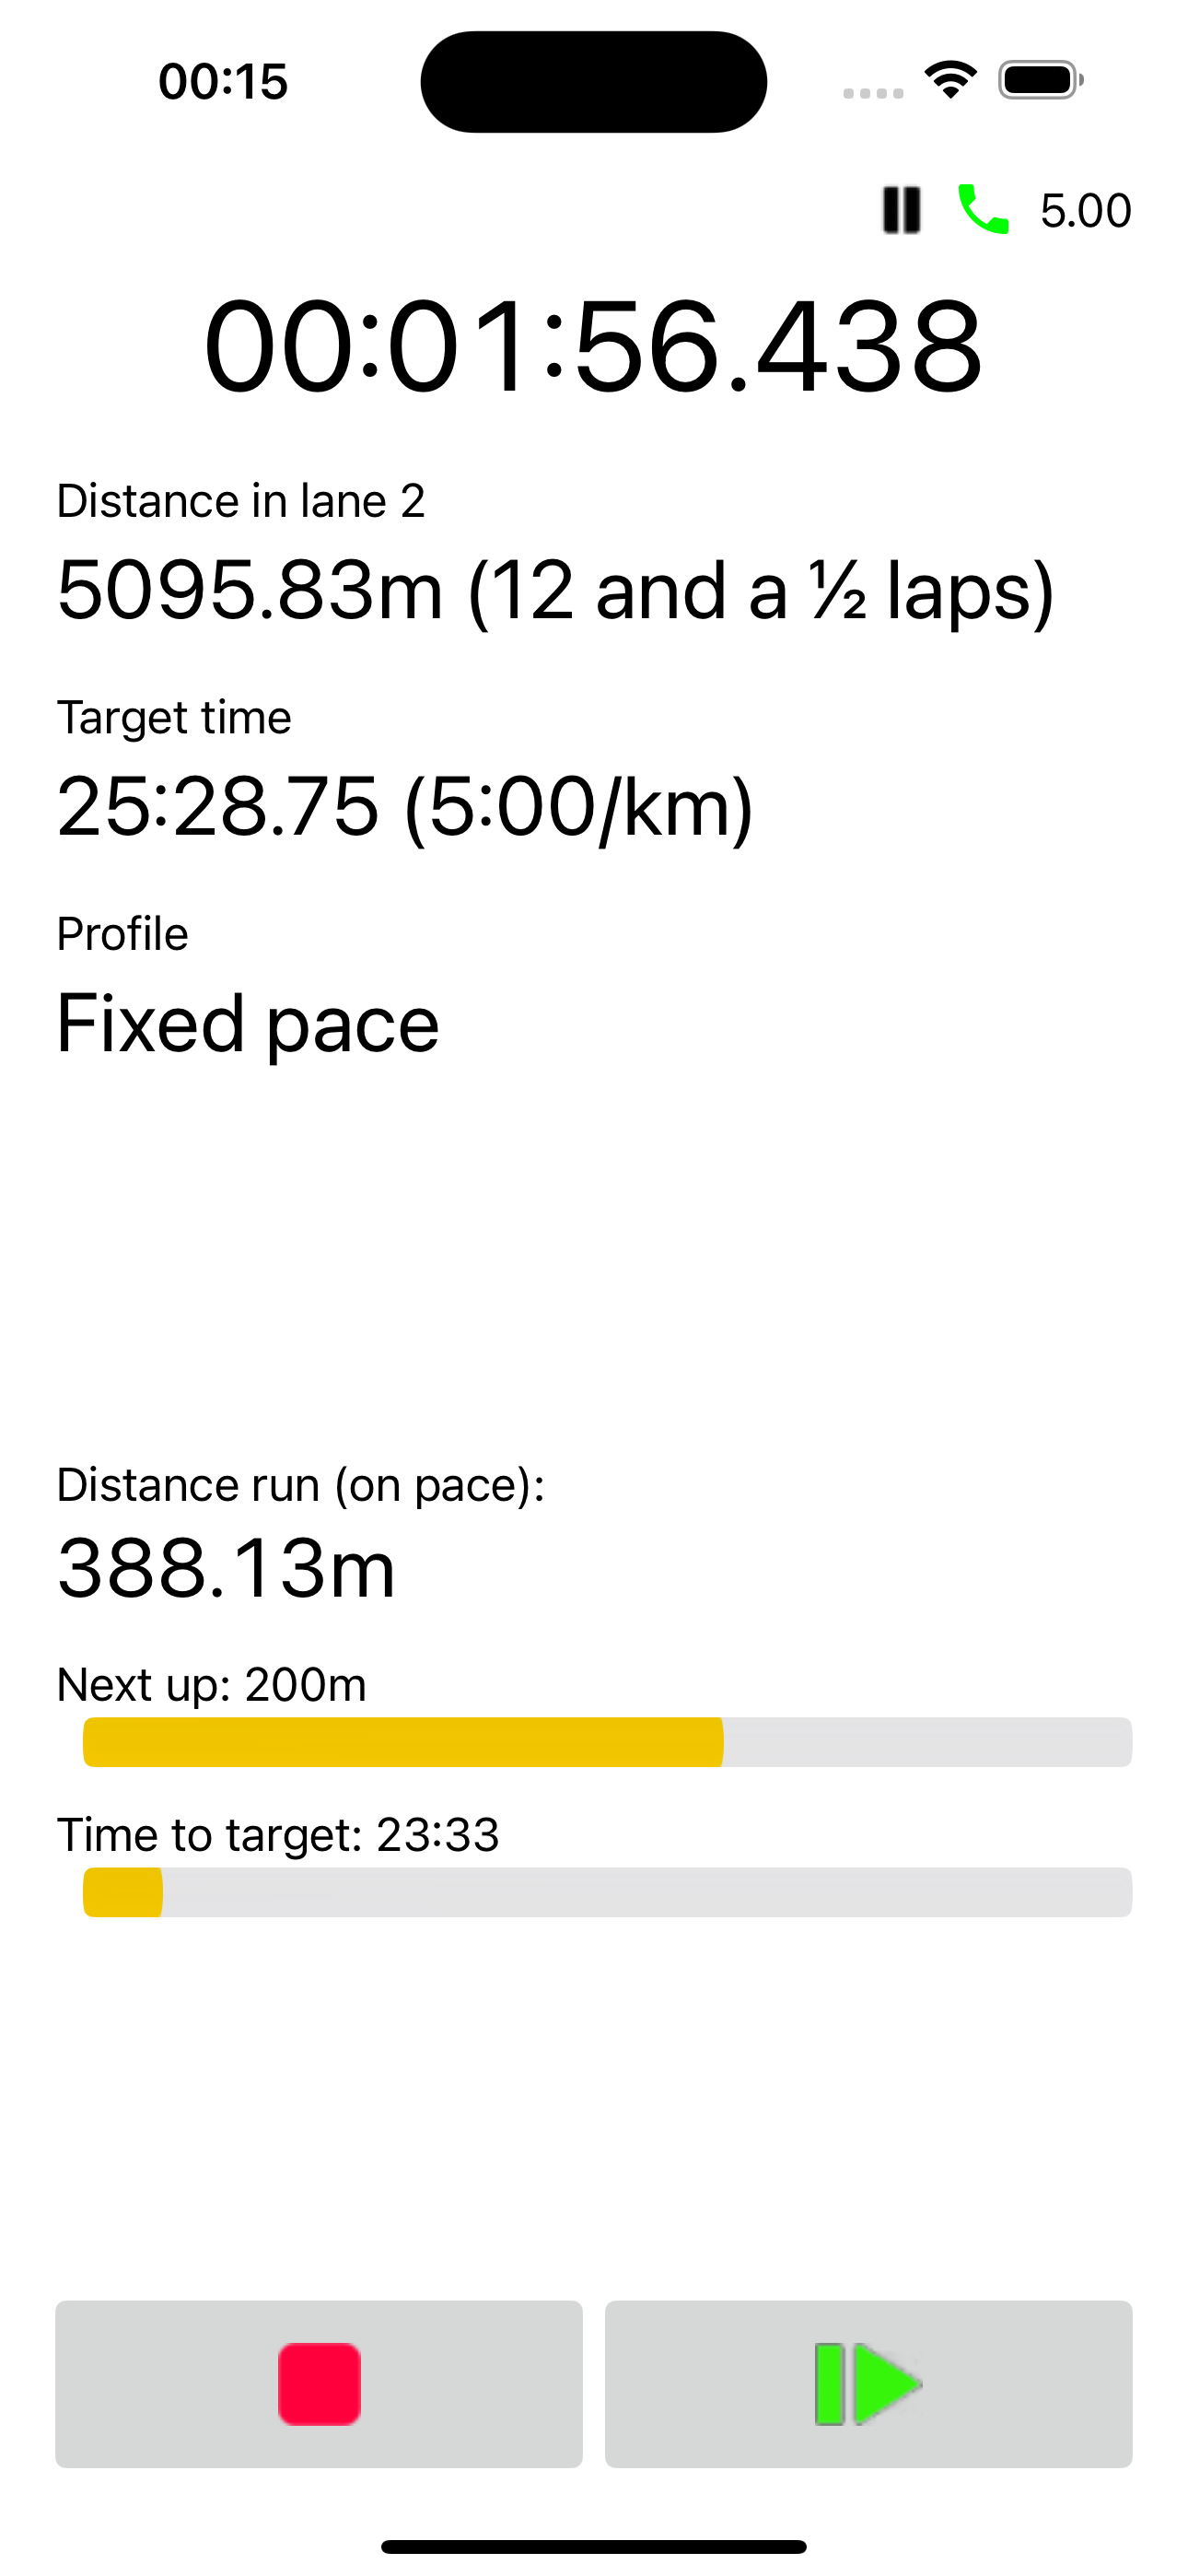 00:15
5.00
00:01:56.438
Distance in lane 2
5095.83m (12 and a ½ laps)
Target time
25:28.75 (5:00/km)
Profile
Fixed pace
Distance run (on pace):
388.13m
Next up: 200m
Time to target: 23:33